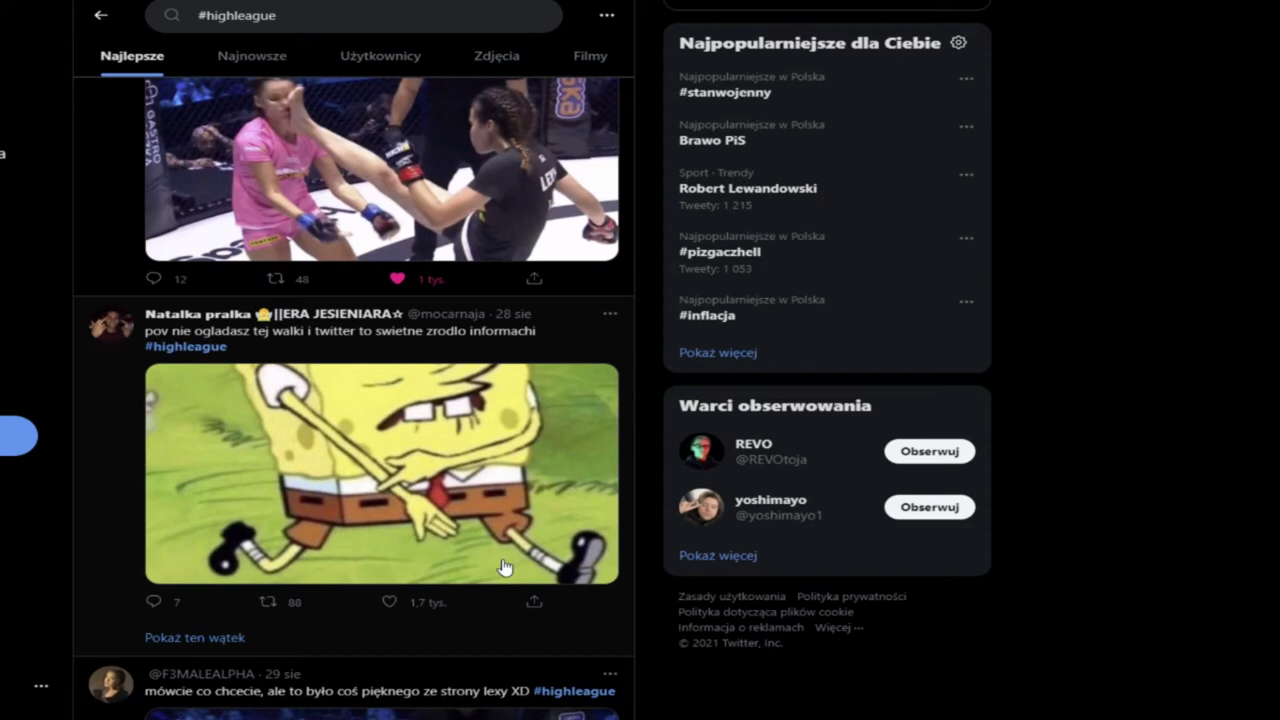 #highleague
Najlepsze
Najnowsze
Użytkownicy
Zdjęcia
Filmy
GASTRO
LEXY
12
48
1 tys.
Natalka pralka ||ERA JESIENIARA☆ @mocarnaja · 28 sie
pov nie ogladasz tej walki i twitter to swietne zrodlo informachi
#highleague
7
88
1,7 tys.
Pokaż ten wątek
@F3MALEALPHA · 29 sie
mówcie co chcecie, ale to było coś pięknego ze strony lexy XD #highleague
Najpopularniejsze dla Ciebie
Najpopularniejsze w Polska
#stanwojenny
Najpopularniejsze w Polska
Brawo PiS
Sport · Trendy
Robert Lewandowski
Tweety: 1 215
Najpopularniejsze w Polska
#pizgaczhell
Tweety: 1 053
Najpopularniejsze w Polska
#inflacja
Pokaż więcej
Warci obserwowania
REVO
@REVOtoja
Obserwuj
yoshimayo
@yoshimayo1
Obserwuj
Pokaż więcej
Zasady użytkowania Polityka prywatności
Polityka dotycząca plików cookie
Informacja o reklamach Więcej ···
© 2021 Twitter, Inc.